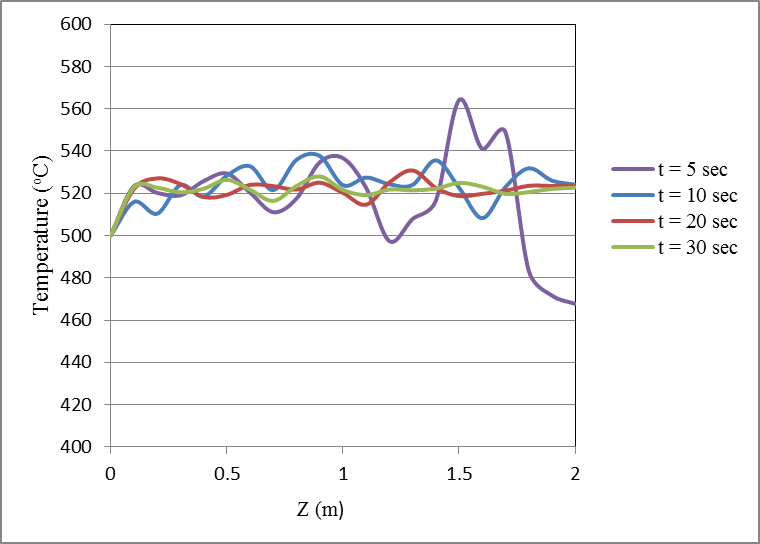 600
580
560
540
520
500
480
460
440
420
400
Temperature (°C)
0
0.5
1
1.5
2
Z (m)
t = 5 sec
t = 10 sec
t = 20 sec
t = 30 sec